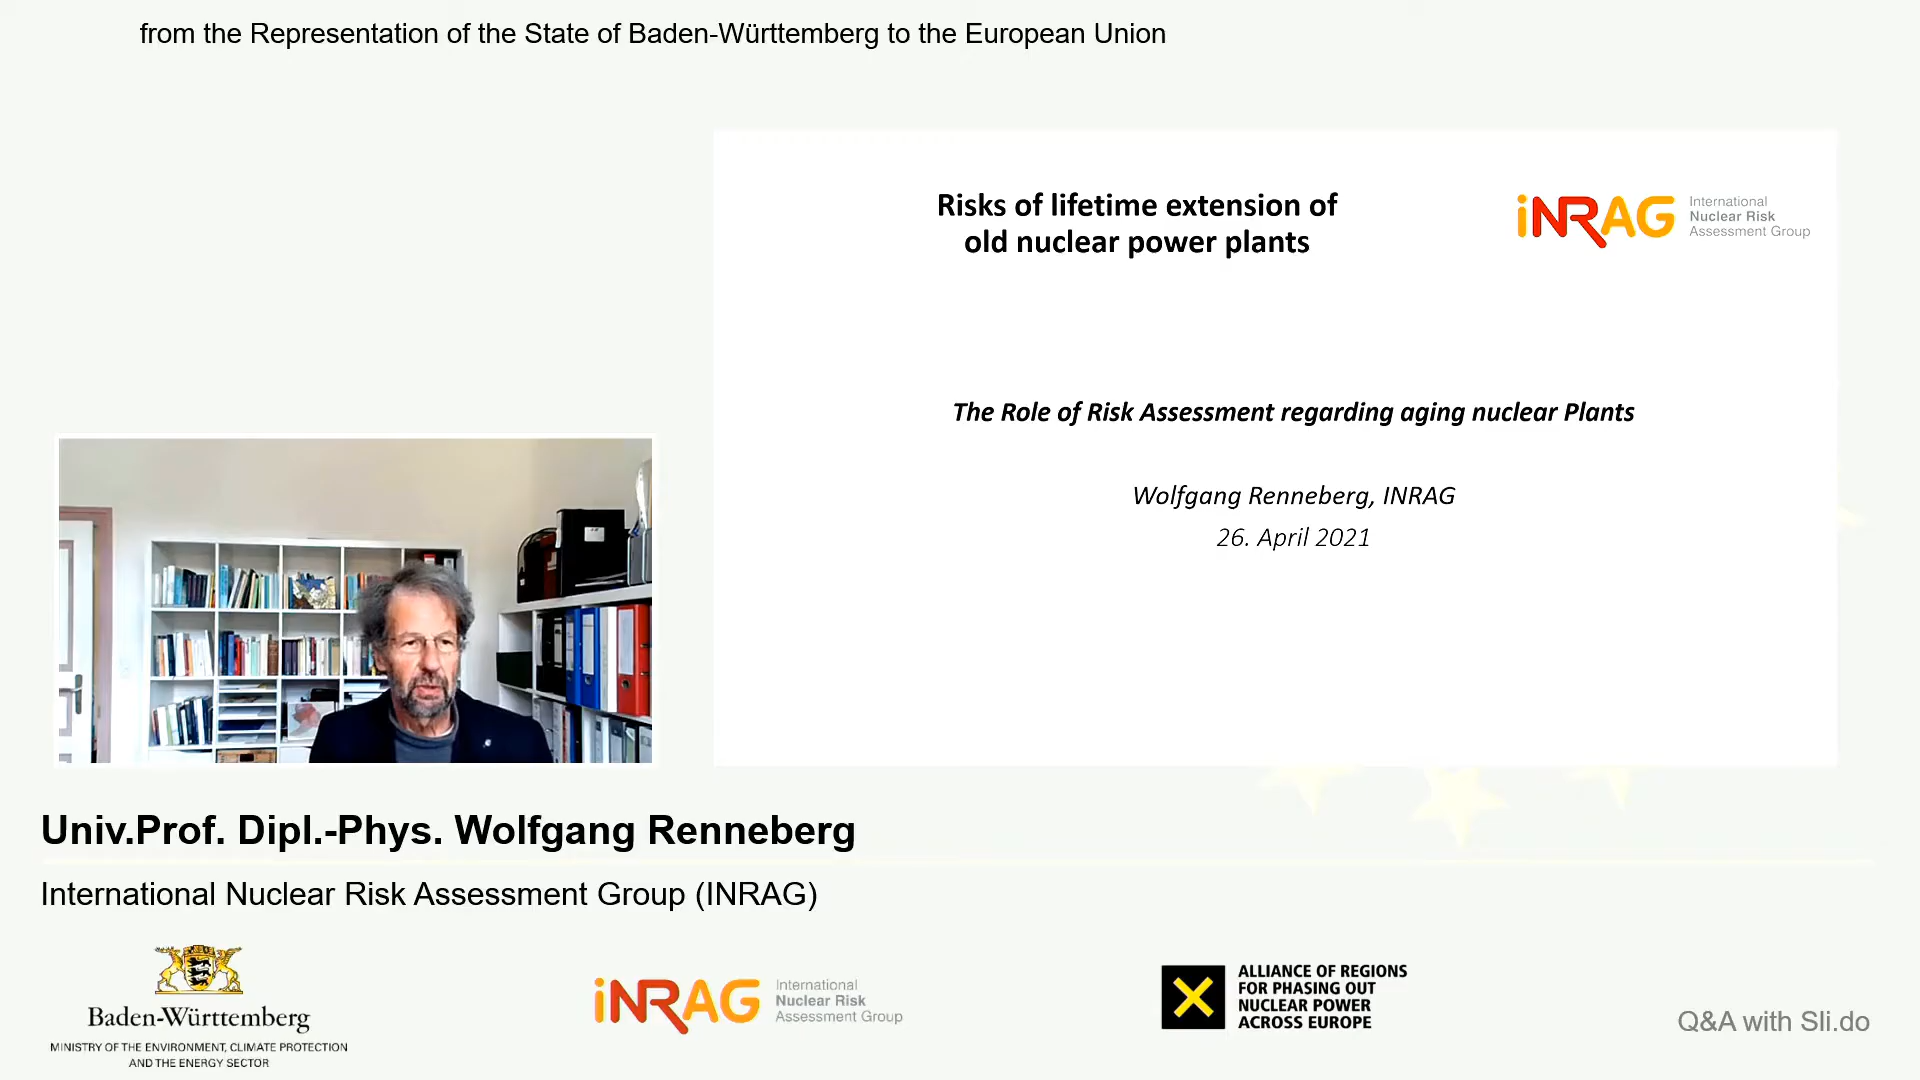 from the Representation of the State of Baden-Württemberg to the European Union
Risks of lifetime extension of
old nuclear power plants
iNRAG
International
Nuclear Risk
Assessment Group
The Role of Risk Assessment regarding aging nuclear Plants
Wolfgang Renneberg, INRAG
26. April 2021
Univ.Prof. Dipl.-Phys. Wolfgang Renneberg
International Nuclear Risk Assessment Group (INRAG)
Baden-Württemberg
MINISTRY OF THE ENVIRONMENT, CLIMATE PROTECTION
AND THE ENERGY SECTOR
iNRAG
International
Nuclear Risk
Assessment Group
ALLIANCE OF REGIONS
FOR PHASING OUT
NUCLEAR POWER
ACROSS EUROPE
Q&A with Sli.do